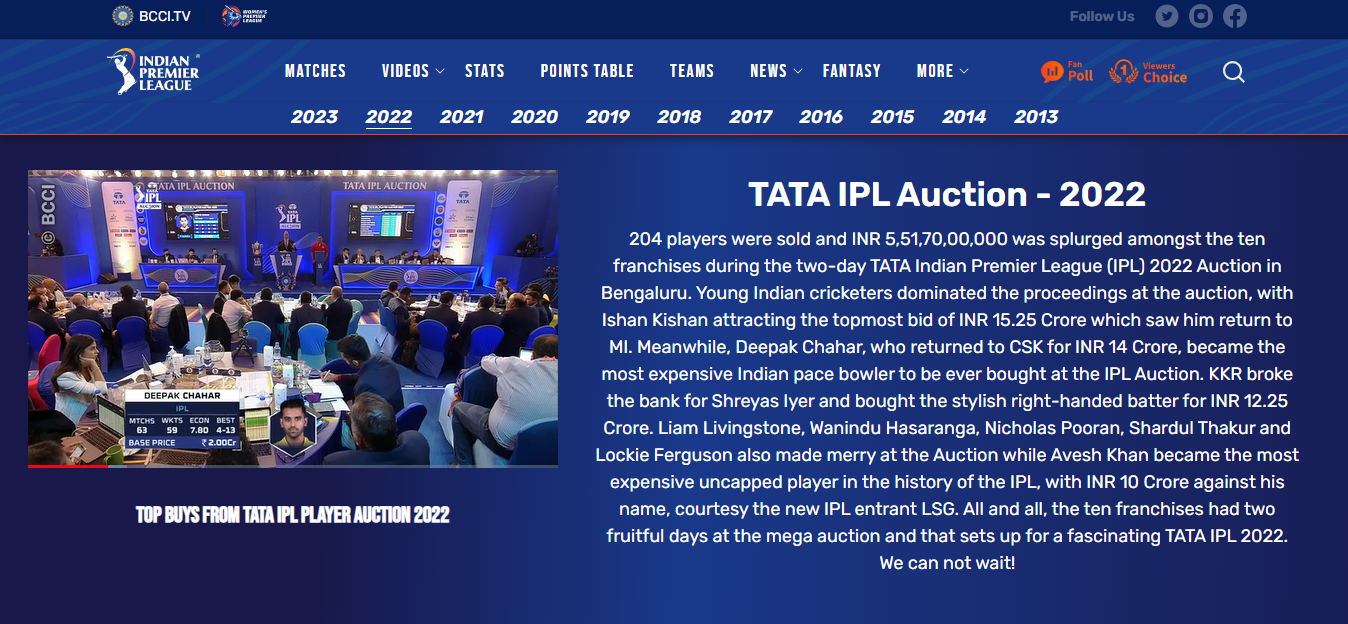 BCCI.TV
WOMEN'S
PREMIER
LEAGUE
Follow Us
INDIAN
PREMIER
LEAGUE
MATCHES VIDEOS STATS POINTS TABLE TEAMS NEWS FANTASY MORE
Fan
Poll
1
Viewers
Choice
2023 2022 2021 2020 2019 2018 2017 2016 2015 2014 2013
© BCCI
TATA IPL AUCTION
TATA IPL AUCTION
TATA
IPL
AUCTION
TATA
TATA
TATA
IPL
DEEPAK CHAHAR
IPL
MTCHS WKTS ECON BEST
63 59 7.80 4-13
BASE PRICE ₹ 2.00Cr
TOP BUYS FROM TATA IPL PLAYER AUCTION 2022
TATA IPL Auction - 2022
204 players were sold and INR 5,51,70,00,000 was splurged amongst the ten
franchises during the two-day TATA Indian Premier League (IPL) 2022 Auction in
Bengaluru. Young Indian cricketers dominated the proceedings at the auction, with
Ishan Kishan attracting the topmost bid of INR 15.25 Crore which saw him return to
MI. Meanwhile, Deepak Chahar, who returned to CSK for INR 14 Crore, became the
most expensive Indian pace bowler to be ever bought at the IPL Auction. KKR broke
the bank for Shreyas Iyer and bought the stylish right-handed batter for INR 12.25
Crore. Liam Livingstone, Wanindu Hasaranga, Nicholas Pooran, Shardul Thakur and
Lockie Ferguson also made merry at the Auction while Avesh Khan became the most
expensive uncapped player in the history of the IPL, with INR 10 Crore against his
name, courtesy the new IPL entrant LSG. All and all, the ten franchises had two
fruitful days at the mega auction and that sets up for a fascinating TATA IPL 2022.
We can not wait!